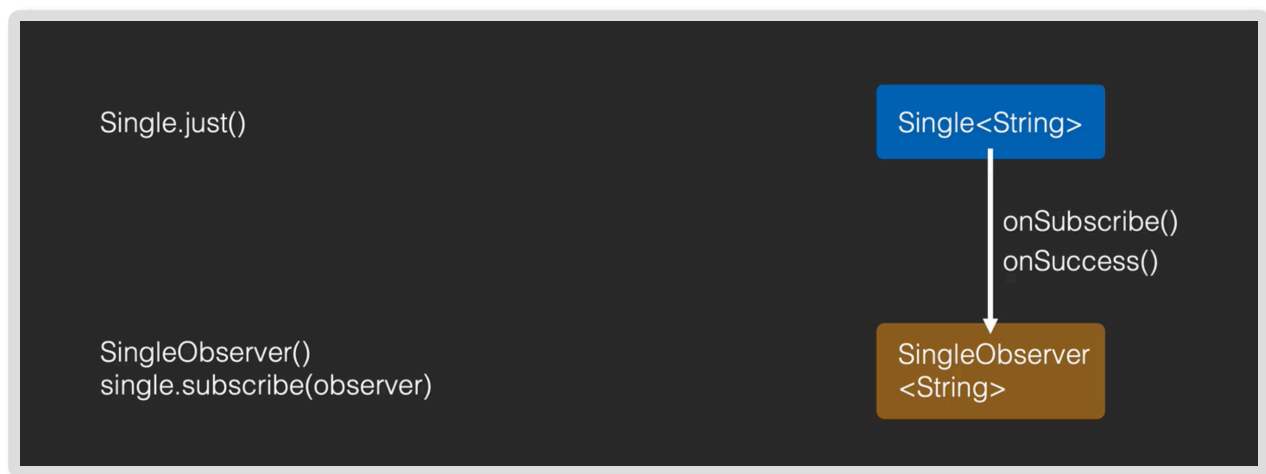 Single.just()
Single<String>
onSubscribe()
onSuccess()
SingleObserver()
single.subscribe(observer)
SingleObserver
<String>